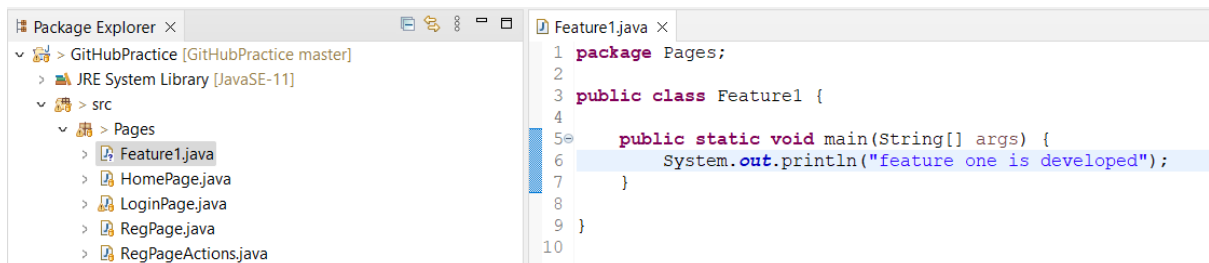 Package Explorer
> GitHubPractice [GitHubPractice master]
JRE System Library [JavaSE-11]
> src
> Pages
Feature1.java
HomePage.java
LoginPage.java
RegPage.java
RegPageActions.java
Feature1.java
1 package Pages;
2
3 public class Feature1 {
4
5 public static void main(String[] args) {
6 System.out.println("feature one is developed");
7 }
8
9 }
10